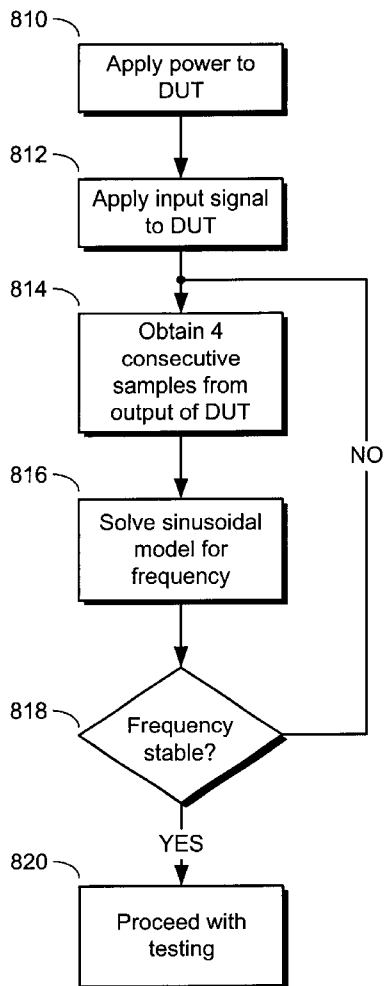 810
Apply power to
DUT
812
Apply input signal
to DUT
814
Obtain 4
consecutive
samples from
output of DUT
NO
816
Solve sinusoidal
model for
frequency
818
Frequency
stable?
YES
820
Proceed with
testing